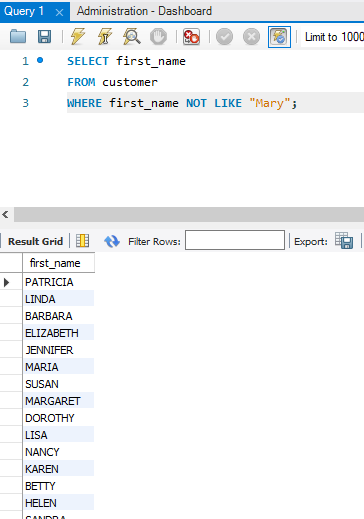 Query 1 Administration - Dashboard
Limit to 1000
1 SELECT first_name
2 FROM customer
3 WHERE first_name NOT LIKE "Mary";
Result Grid Filter Rows: Export:
first_name
PATRICIA
LINDA
BARBARA
ELIZABETH
JENNIFER
MARIA
SUSAN
MARGARET
DOROTHY
LISA
NANCY
KAREN
BETTY
HELEN
SANDRA